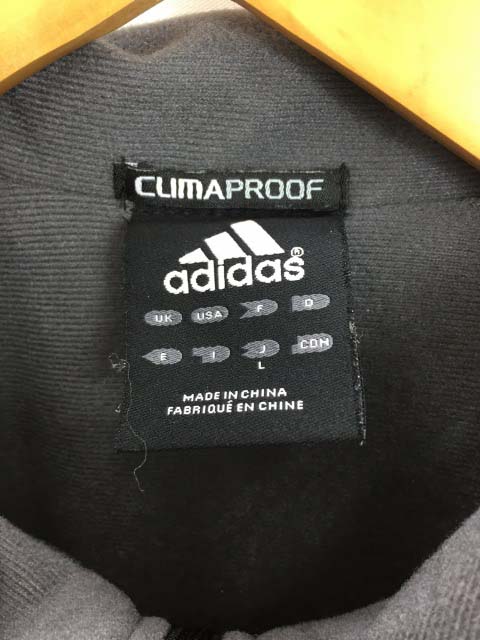 CLIMAPROOF
adidas®
UK USA F D
E I J CDN
L
MADE IN CHINA
FABRIQUÉ EN CHINE